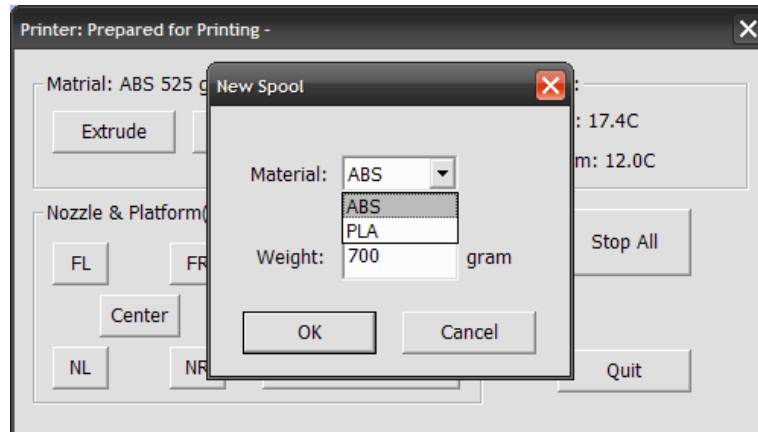 Printer: Prepared for Printing -
Matrial: ABS 525 g
Extrude
: 17.4C
m: 12.0C
Nozzle & Platform(
FL
FR
Center
NL
NR
Stop All
Quit
New Spool
Material:
ABS
ABS
PLA
Weight:
700
gram
OK
Cancel